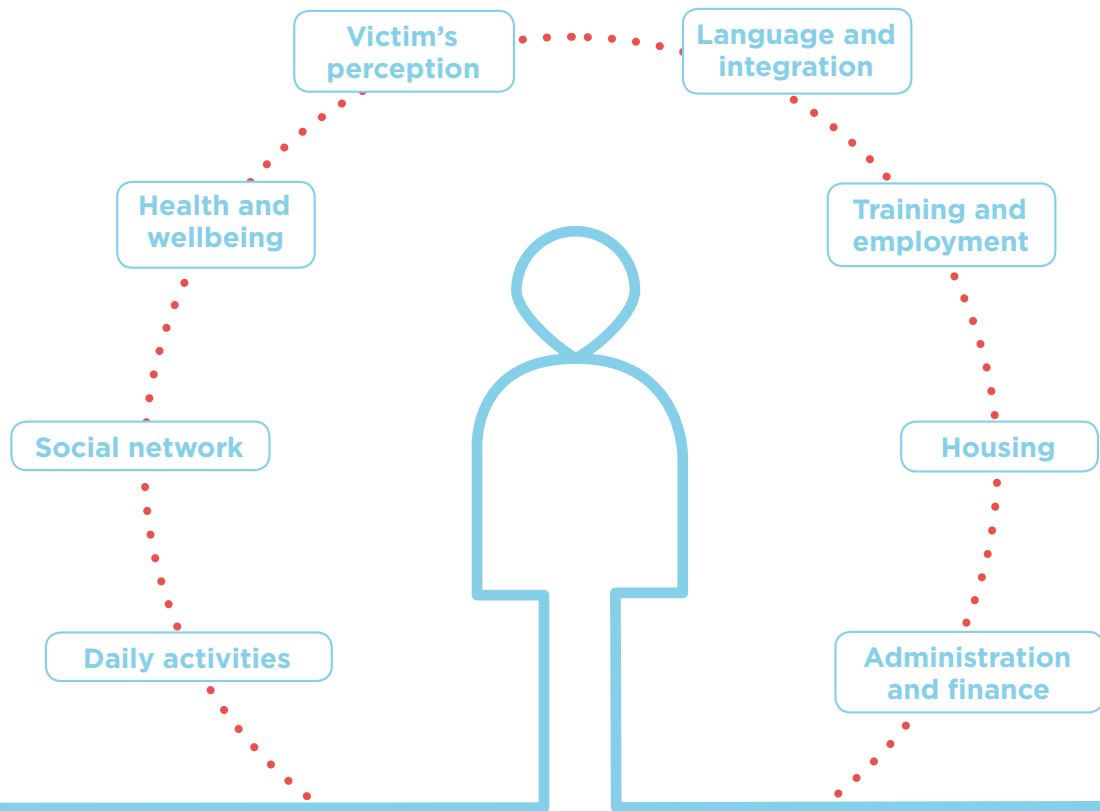 Victim’s
perception
Language and
integration
Health and
wellbeing
Training and
employment
Social network
Housing
Daily activities
Administration
and finance